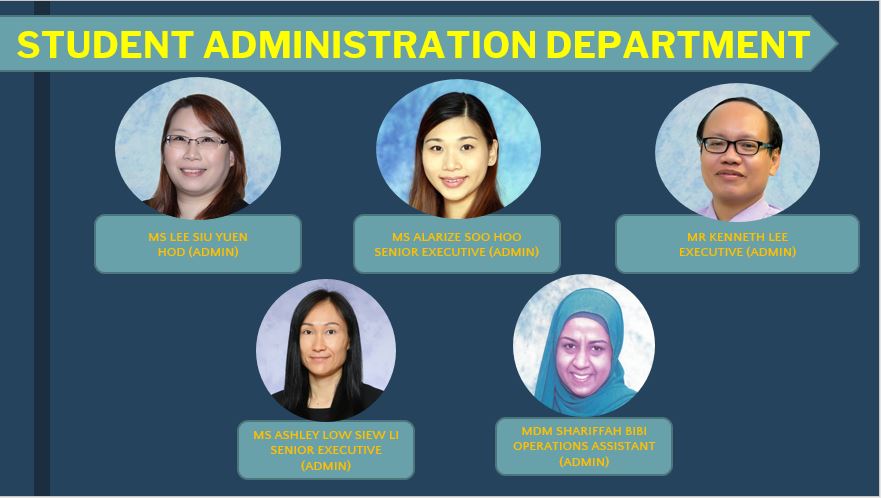 STUDENT ADMINISTRATION DEPARTMENT
MS LEE SIU YUEN
HOD (ADMIN)
MS ALARIZE SOO HOO
SENIOR EXECUTIVE (ADMIN)
MR KENNETH LEE
EXECUTIVE (ADMIN)
MS ASHLEY LOW SIEW LI
SENIOR EXECUTIVE
(ADMIN)
MDM SHARIFFAH BIBI
OPERATIONS ASSISTANT
(ADMIN)